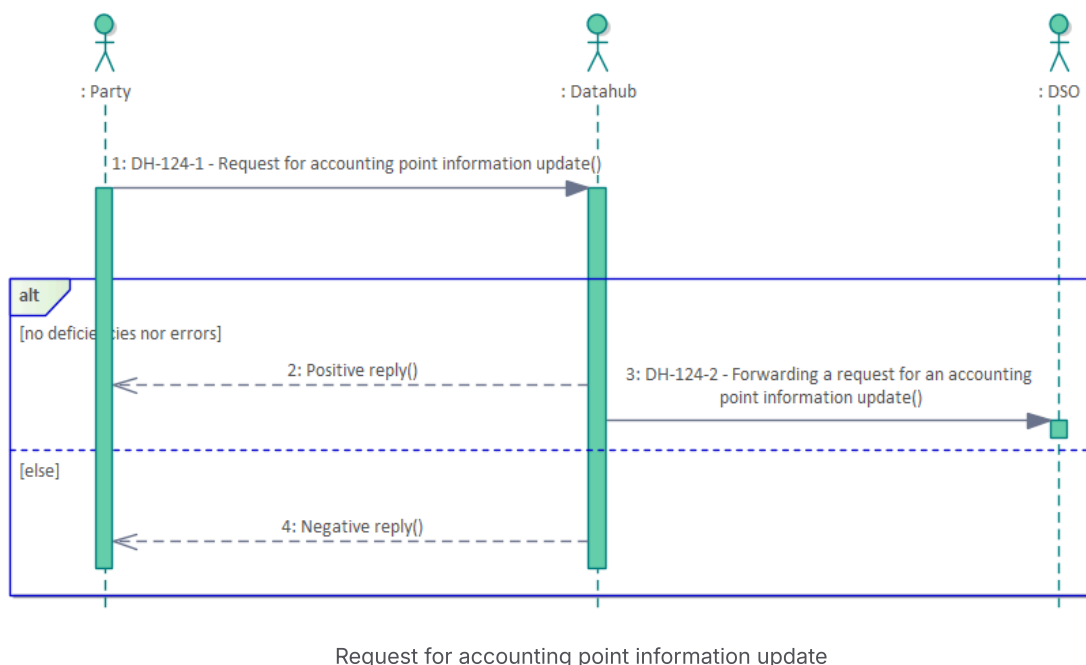 : Party
: Datahub
: DSO
1: DH-124-1 - Request for accounting point information update()
alt
[no deficiencies nor errors]
2: Positive reply()
3: DH-124-2 - Forwarding a request for an accounting
point information update()
[else]
4: Negative reply()
Request for accounting point information update